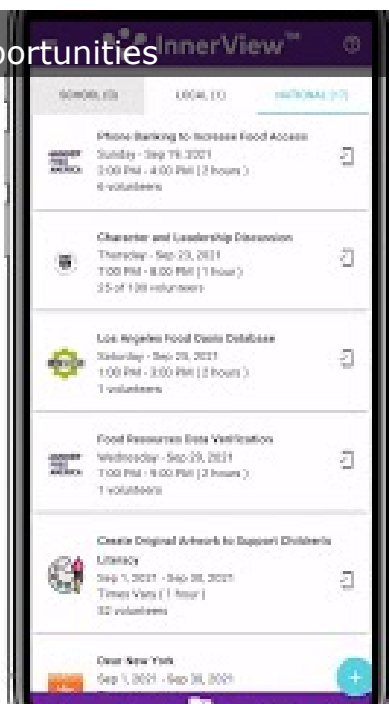 portunities
InnerView™
SCHOOL (0) LOCAL (1) NATIONAL (17)
Phone Banking to Increase Food Access
Sunday - Sep 19, 2021
2:00 PM - 4:00 PM ( 2 hours )
6 volunteers
Character and Leadership Discussion
Thursday - Sep 23, 2021
7:00 PM - 8:00 PM ( 1 hour )
25 of 100 volunteers
Los Angeles Food Oasis Database
Saturday - Sep 25, 2021
1:00 PM - 3:00 PM ( 2 hours )
1 volunteers
Food Resources Data Verification
Wednesday - Sep 29, 2021
7:00 PM - 9:00 PM ( 2 hours )
1 volunteers
Create Original Artwork to Support Children's
Literacy
Sep 1, 2021 - Sep 30, 2021
Times Vary ( 1 hour )
52 volunteers
Dear New York
Sep 1, 2021 - Sep 30, 2021